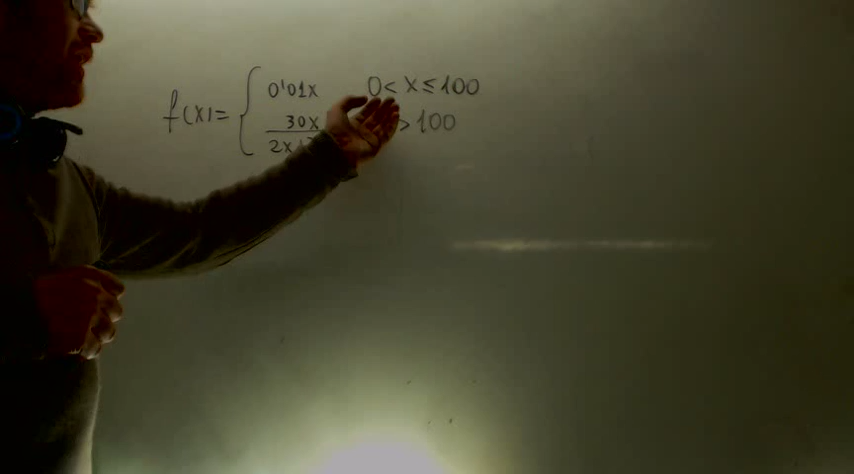 f(x)= { 0'01x 0 < x ≤ 100
30x > 100
2x